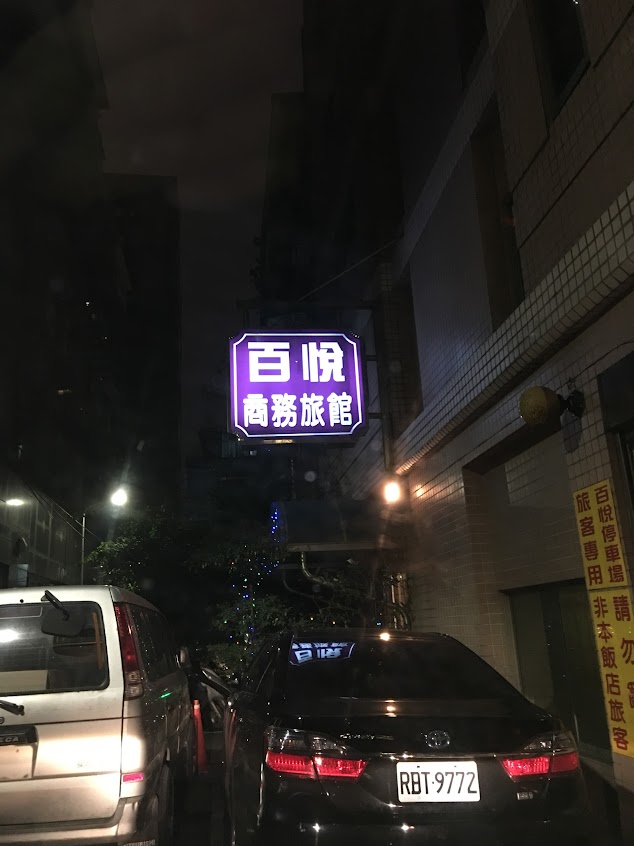 百悅
商務旅館
百悅停車場
旅客專用
請勿
非本飯店旅客
RBT·9772